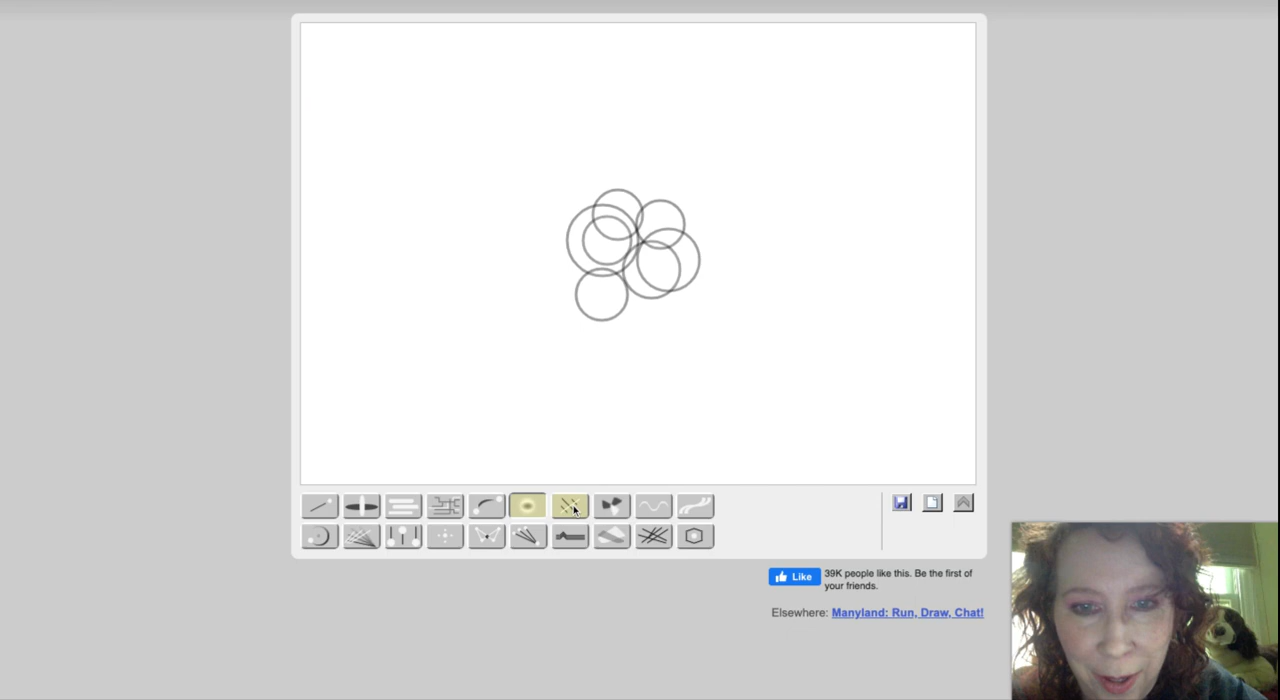 Like
39K people like this. Be the first of
your friends.
Elsewhere: Manyland: Run, Draw, Chat!